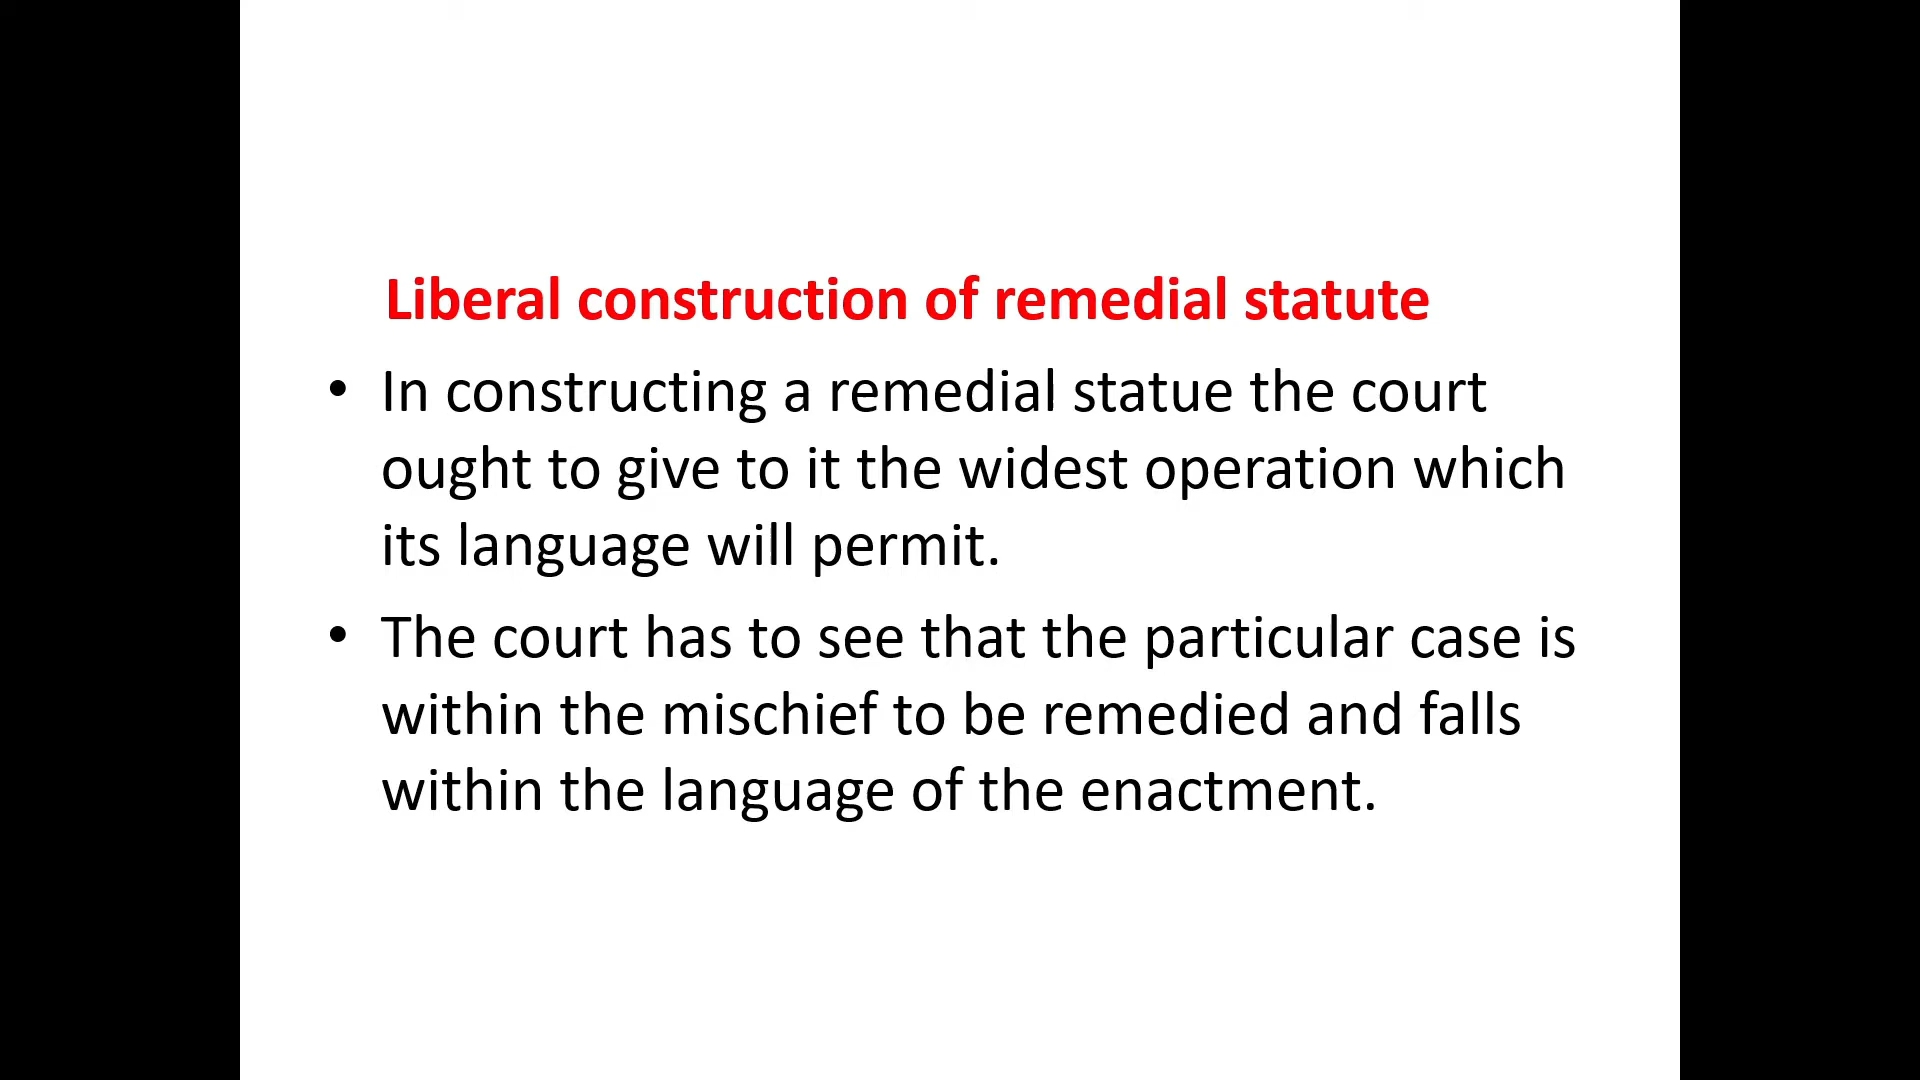 Liberal construction of remedial statute
• In constructing a remedial statue the court
ought to give to it the widest operation which
its language will permit.
• The court has to see that the particular case is
within the mischief to be remedied and falls
within the language of the enactment.